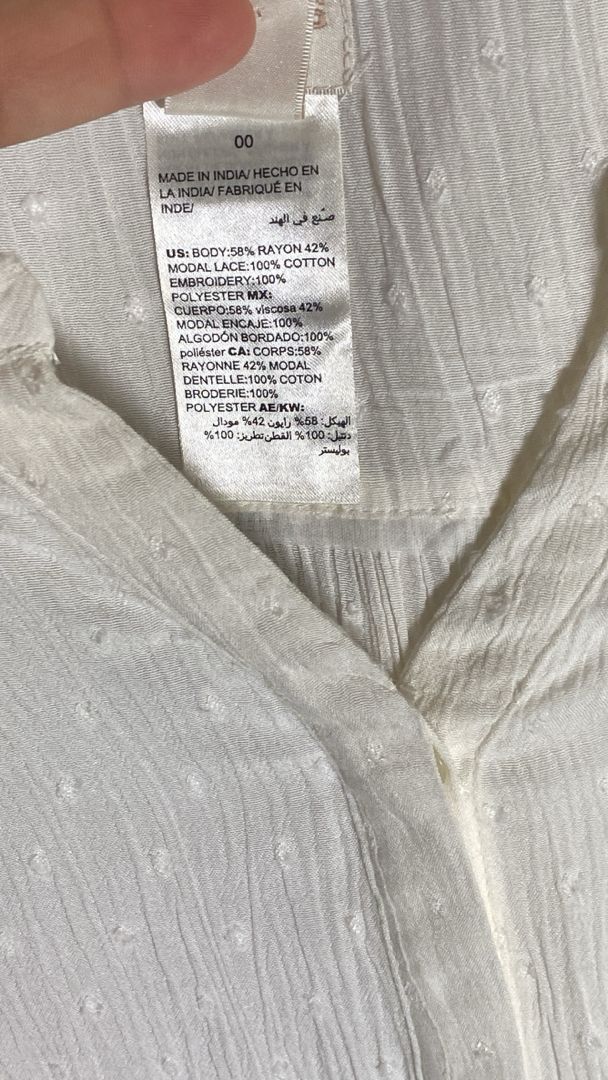 00
MADE IN INDIA/ HECHO EN
LA INDIA/ FABRIQUÉ EN
INDE/
صنع في الهند
US: BODY:58% RAYON 42%
MODAL LACE:100% COTTON
EMBROIDERY:100%
POLYESTER MX:
CUERPO:58% viscosa 42%
MODAL ENCAJE:100%
ALGODÓN BORDADO:100%
poliéster CA: CORPS:58%
RAYONNE 42% MODAL
DENTELLE:100% COTON
BRODERIE:100%
POLYESTER AE/KW:
الهيكل: 58% رايون 42% مودال
دنتيل: 100% القطن تطريز: 100%
بوليستر